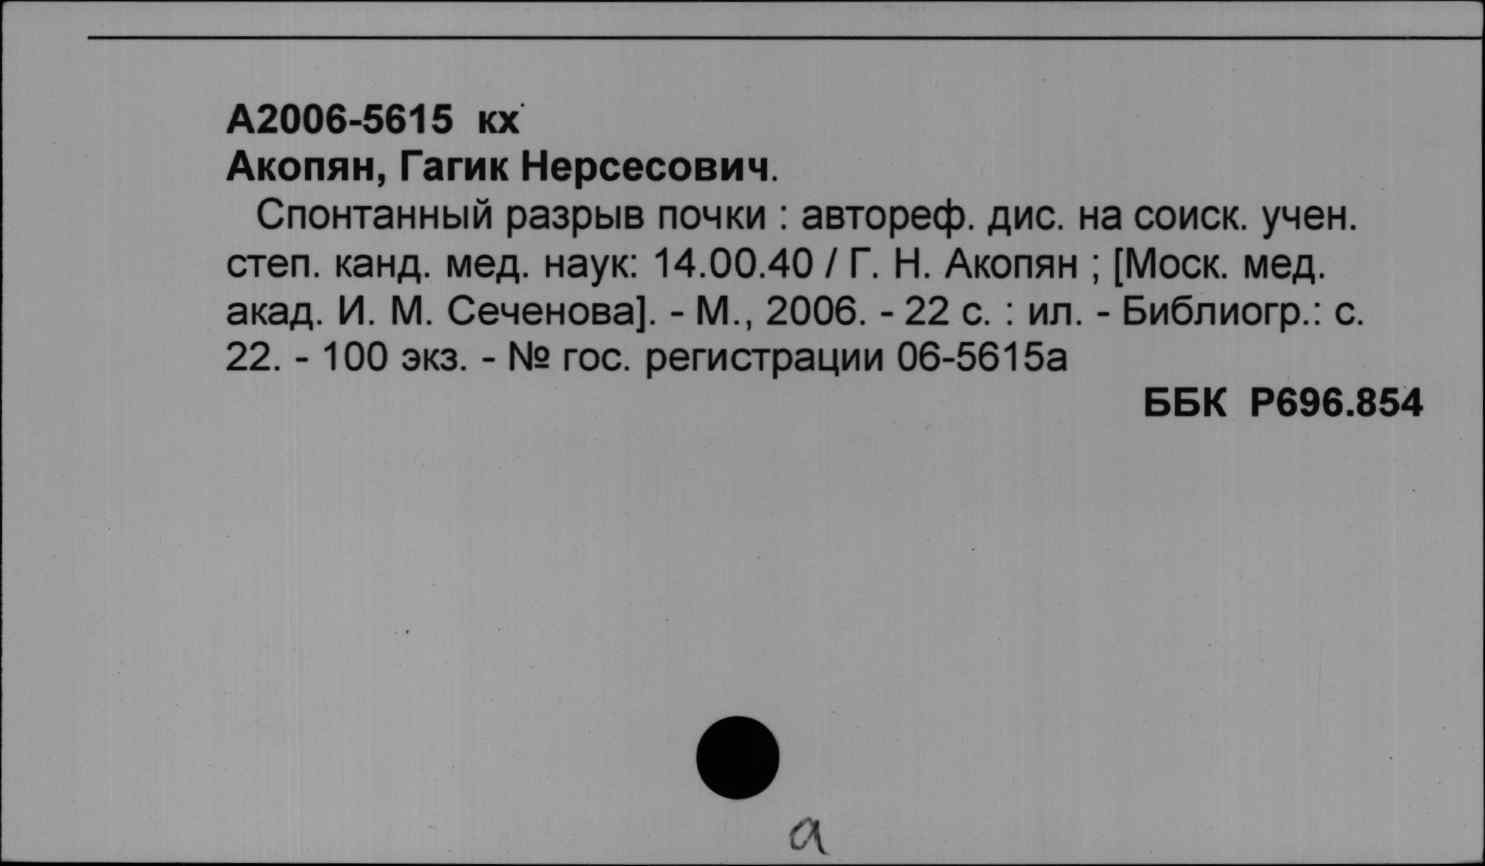 А2006-5615 кх
Акопян, Гагик Нерсесович.
Спонтанный разрыв почки : автореф. дис. на соиск. учен.
степ. канд. мед. наук: 14.00.40 / Г. Н. Акопян ; [Моск. мед.
акад. И. М. Сеченова]. - М., 2006. - 22 с. : ил. - Библиогр.: с.
22. - 100 экз. - № гос. регистрации 06-5615а
ББК Р696.854
а